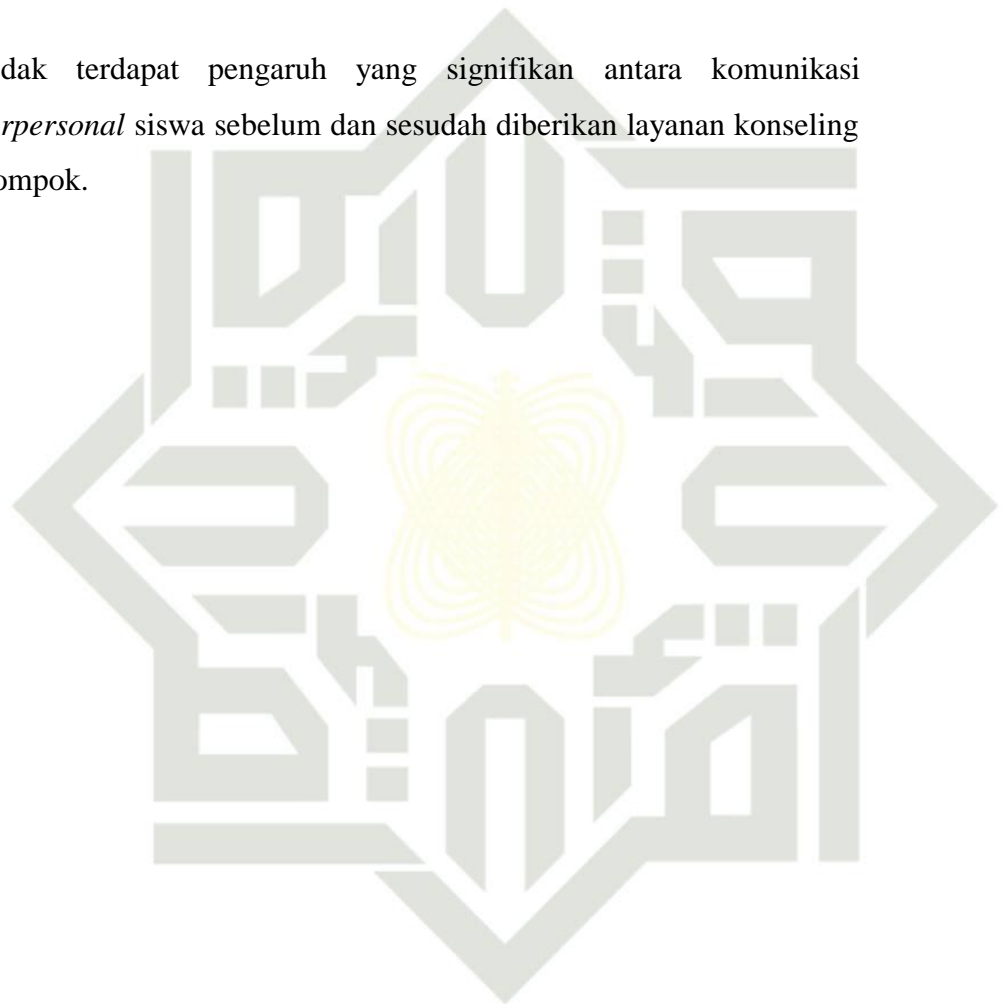 dak terdapat pengaruh yang signifikan antara komunikasi
rpersonal siswa sebelum dan sesudah diberikan layanan konseling
ompok.